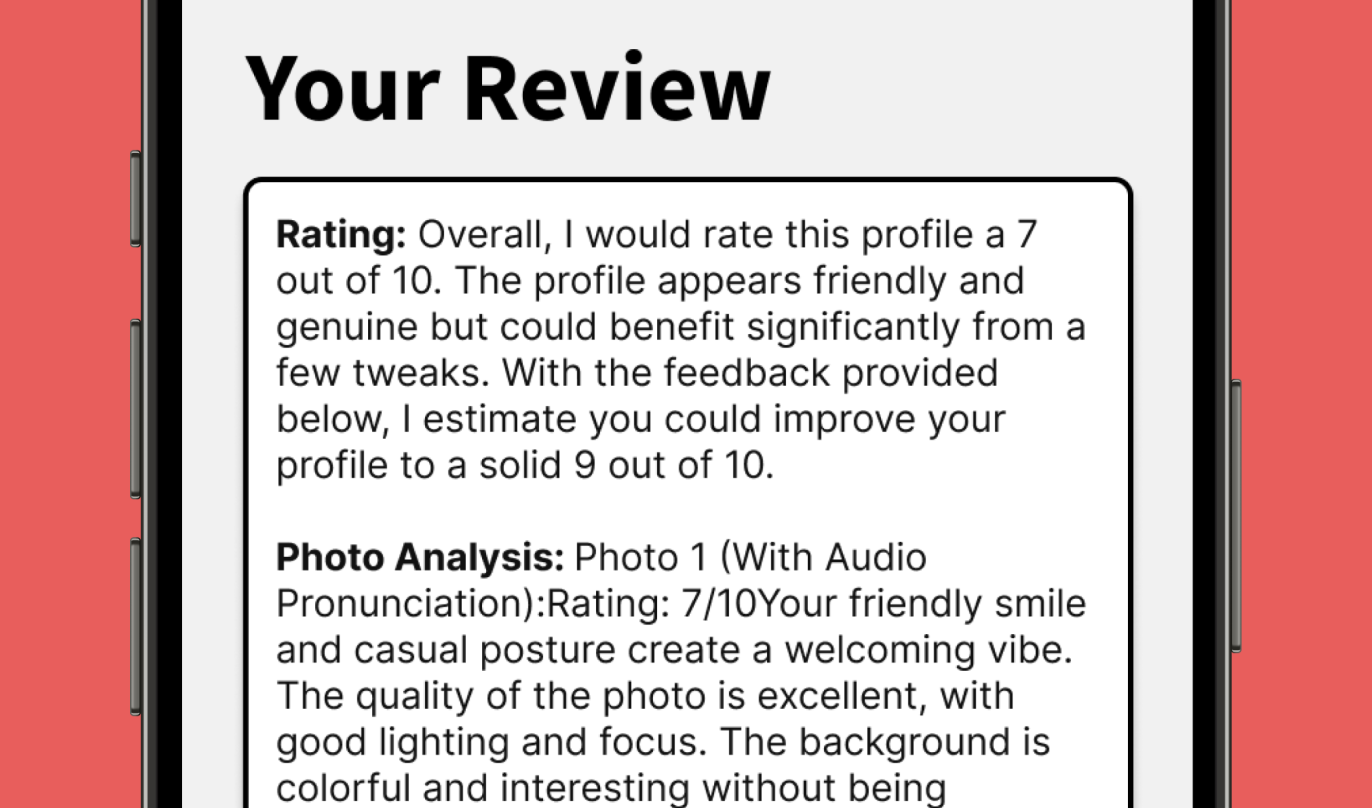 Your Review
Rating: Overall, I would rate this profile a 7
out of 10. The profile appears friendly and
genuine but could benefit significantly from a
few tweaks. With the feedback provided
below, I estimate you could improve your
profile to a solid 9 out of 10.
Photo Analysis: Photo 1 (With Audio
Pronunciation):Rating: 7/10Your friendly smile
and casual posture create a welcoming vibe.
The quality of the photo is excellent, with
good lighting and focus. The background is
colorful and interesting without being